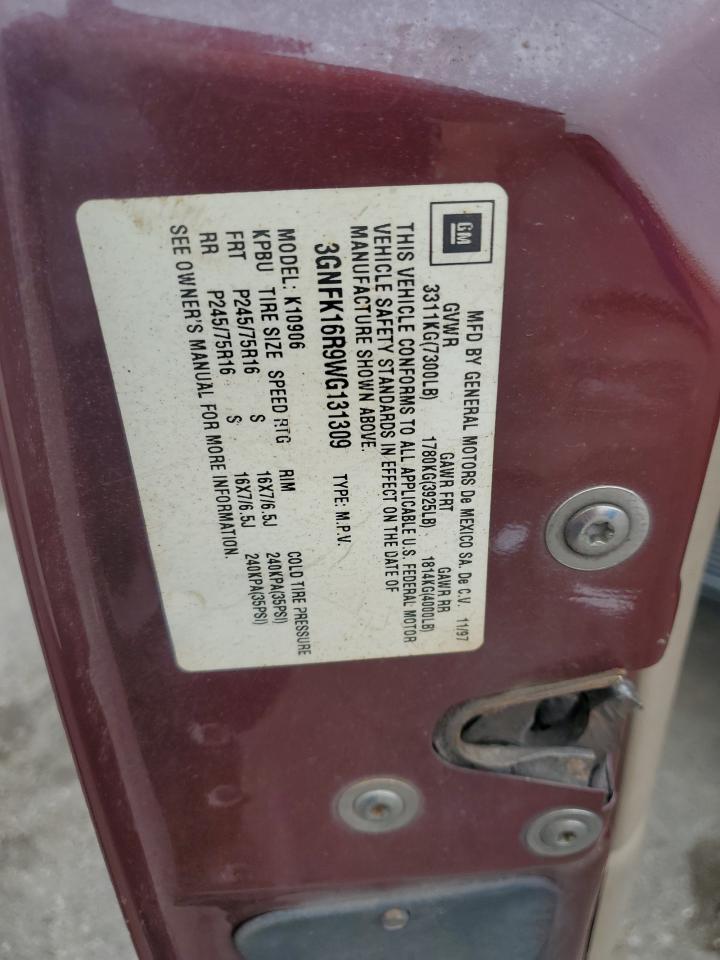 GM
MFD BY GENERAL MOTORS De MEXICO SA. De C.V. 11/97
GVWR GAWR FRT GAWR RR
3311KG(7300LB) 1780KG(3925LB) 1814KG(4000LB)
THIS VEHICLE CONFORMS TO ALL APPLICABLE U.S. FEDERAL MOTOR
VEHICLE SAFETY STANDARDS IN EFFECT ON THE DATE OF
MANUFACTURE SHOWN ABOVE.
3GNFK16R9WG131309 TYPE: M.P.V.
MODEL: K10906
KPBU TIRE SIZE SPEED RTG RIM COLD TIRE PRESSURE
FRT P245/75R16 S 16X7/6.5J 240KPA(35PSI)
RR P245/75R16 S 16X7/6.5J 240KPA(35PSI)
SEE OWNER'S MANUAL FOR MORE INFORMATION.